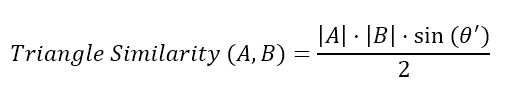 Triangle Similarity (A, B) = |A| · |B| · sin (θ′) / 2